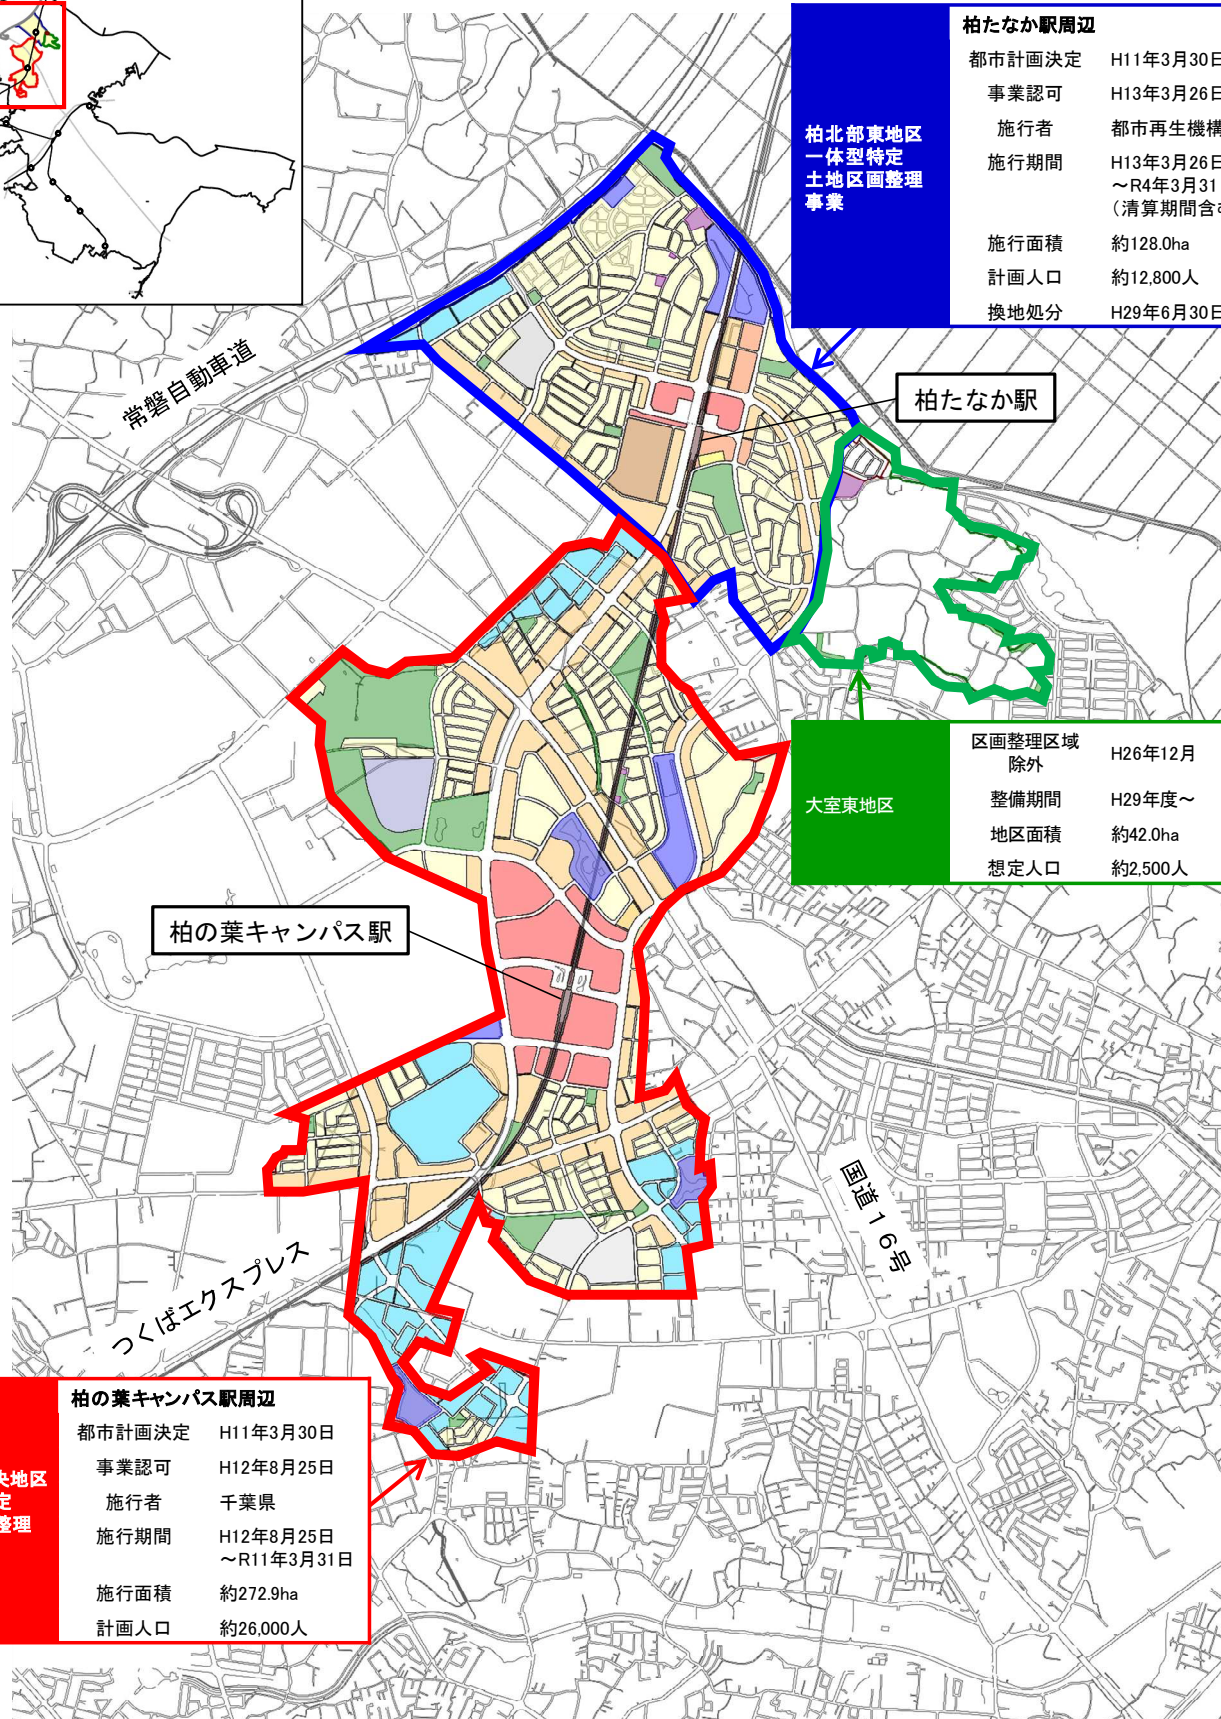 柏北部東地区
一体型特定
土地区画整理
事業
柏たなか駅周辺
都市計画決定 H11年3月30日
事業認可 H13年3月26日
施行者 都市再生機構
施行期間 H13年3月26日
～R4年3月31
（清算期間含
施行面積 約128.0ha
計画人口 約12,800人
換地処分 H29年6月30日
常磐自動車道
柏たなか駅
大室東地区
区画整理区域
除外 H26年12月
整備期間 H29年度～
地区面積 約42.0ha
想定人口 約2,500人
柏の葉キャンパス駅
国道16号
つくばエクスプレス
央地区
定
整理
柏の葉キャンパス駅周辺
都市計画決定 H11年3月30日
事業認可 H12年8月25日
施行者 千葉県
施行期間 H12年8月25日
～R11年3月31日
施行面積 約272.9ha
計画人口 約26,000人